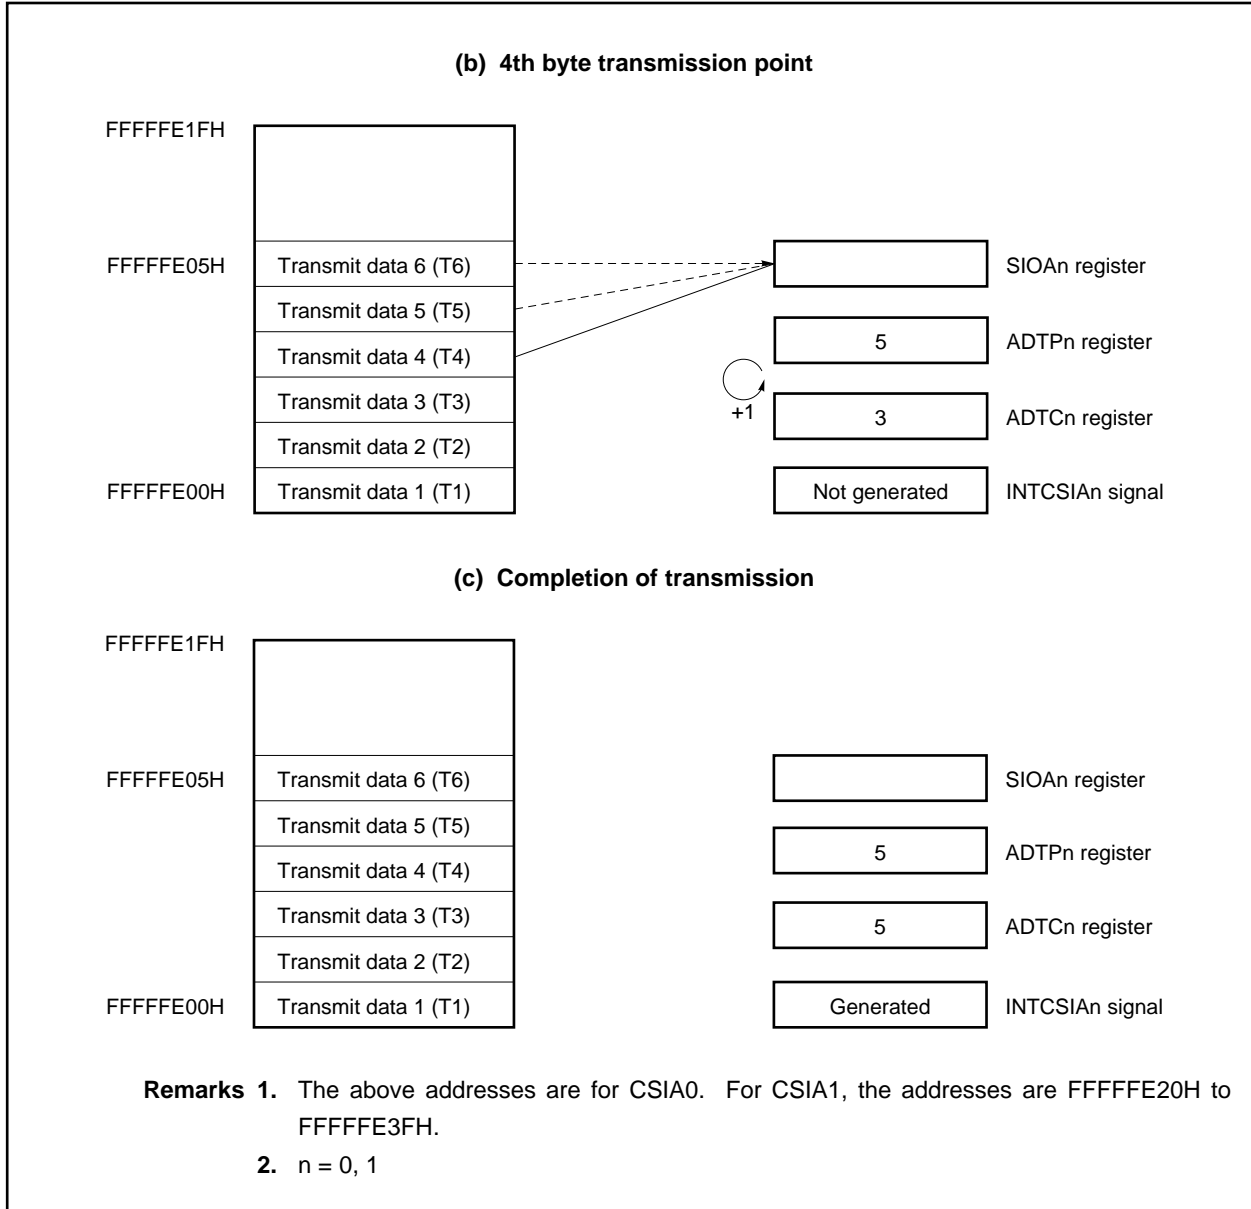 (b) 4th byte transmission point
FFFFFE1FH
FFFFFE05H Transmit data 6 (T6) SIOAn register
Transmit data 5 (T5)
5 ADTPn register
Transmit data 4 (T4)
Transmit data 3 (T3)
+1
3 ADTCn register
Transmit data 2 (T2)
FFFFFE00H Transmit data 1 (T1) Not generated INTCSIAn signal
(c) Completion of transmission
FFFFFE1FH
FFFFFE05H Transmit data 6 (T6) SIOAn register
Transmit data 5 (T5)
5 ADTPn register
Transmit data 4 (T4)
Transmit data 3 (T3)
5 ADTCn register
Transmit data 2 (T2)
FFFFFE00H Transmit data 1 (T1) Generated INTCSIAn signal
Remarks 1. The above addresses are for CSIA0. For CSIA1, the addresses are FFFFFE20H to
FFFFFE3FH.
2. n = 0, 1